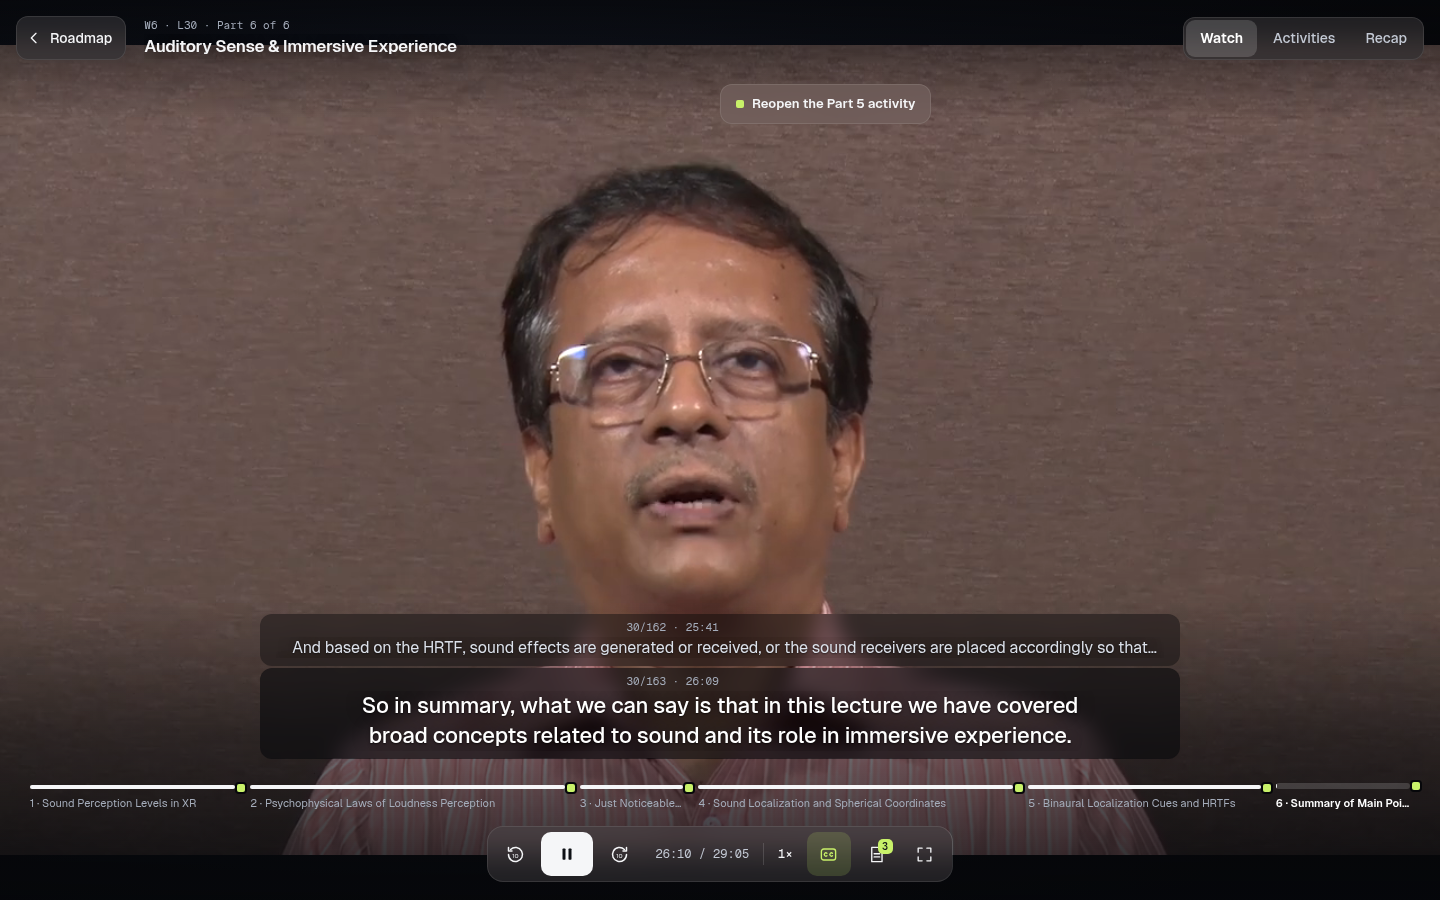 Roadmap
W6 · L30 · Part 6 of 6
Auditory Sense & Immersive Experience
Watch
Activities
Recap
Reopen the Part 5 activity
30/162 · 25:41
And based on the HRTF, sound effects are generated or received, or the sound receivers are placed accordingly so that...
30/163 · 26:09
So in summary, what we can say is that in this lecture we have covered
broad concepts related to sound and its role in immersive experience.
1 · Sound Perception Levels in XR
2 · Psychophysical Laws of Loudness Perception
3 · Just Noticeable...
4 · Sound Localization and Spherical Coordinates
5 · Binaural Localization Cues and HRTFs
6 · Summary of Main Poi...
10
10
26:10 / 29:05
1×
CC
3